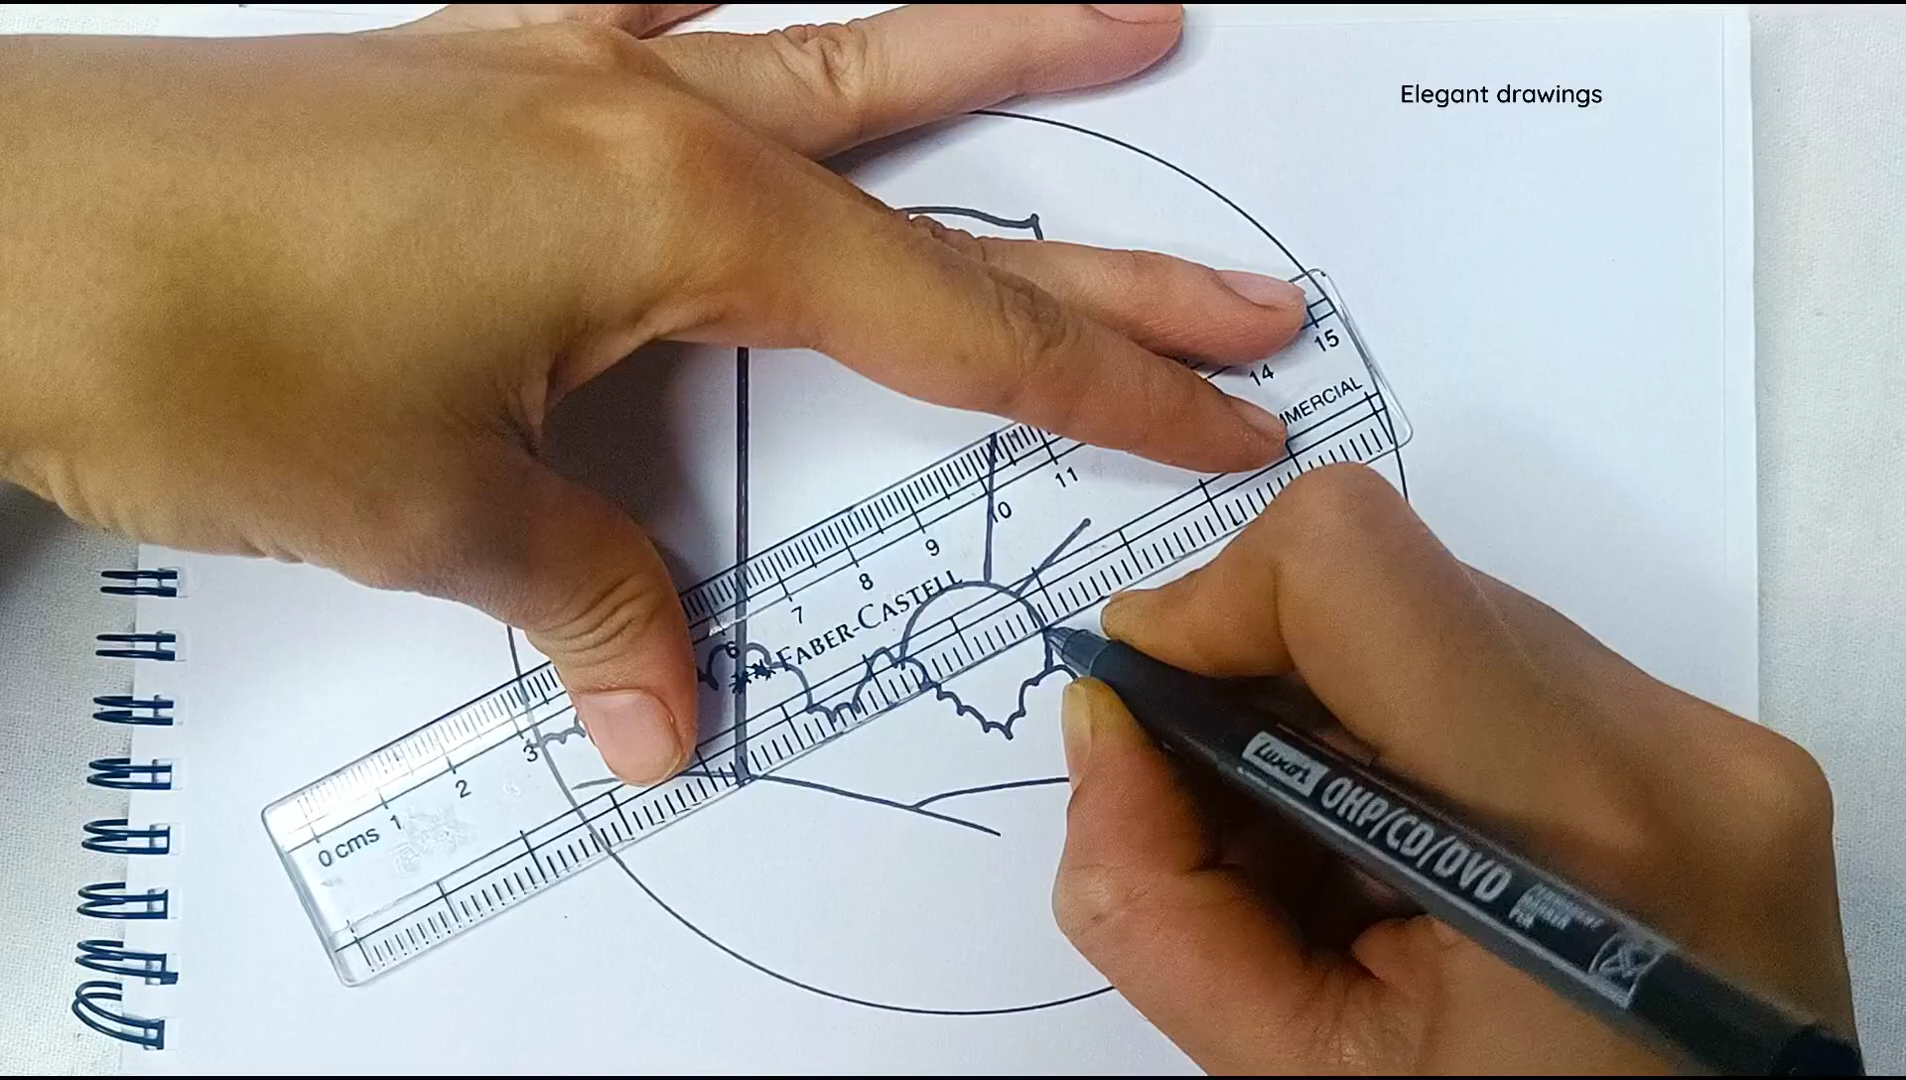 Elegant drawings
15
14
MMERCIAL
11
10
9
8
7
6
FABER-CASTELL
3
2
1
0 cms
Luxor
OHP/CD/DVD